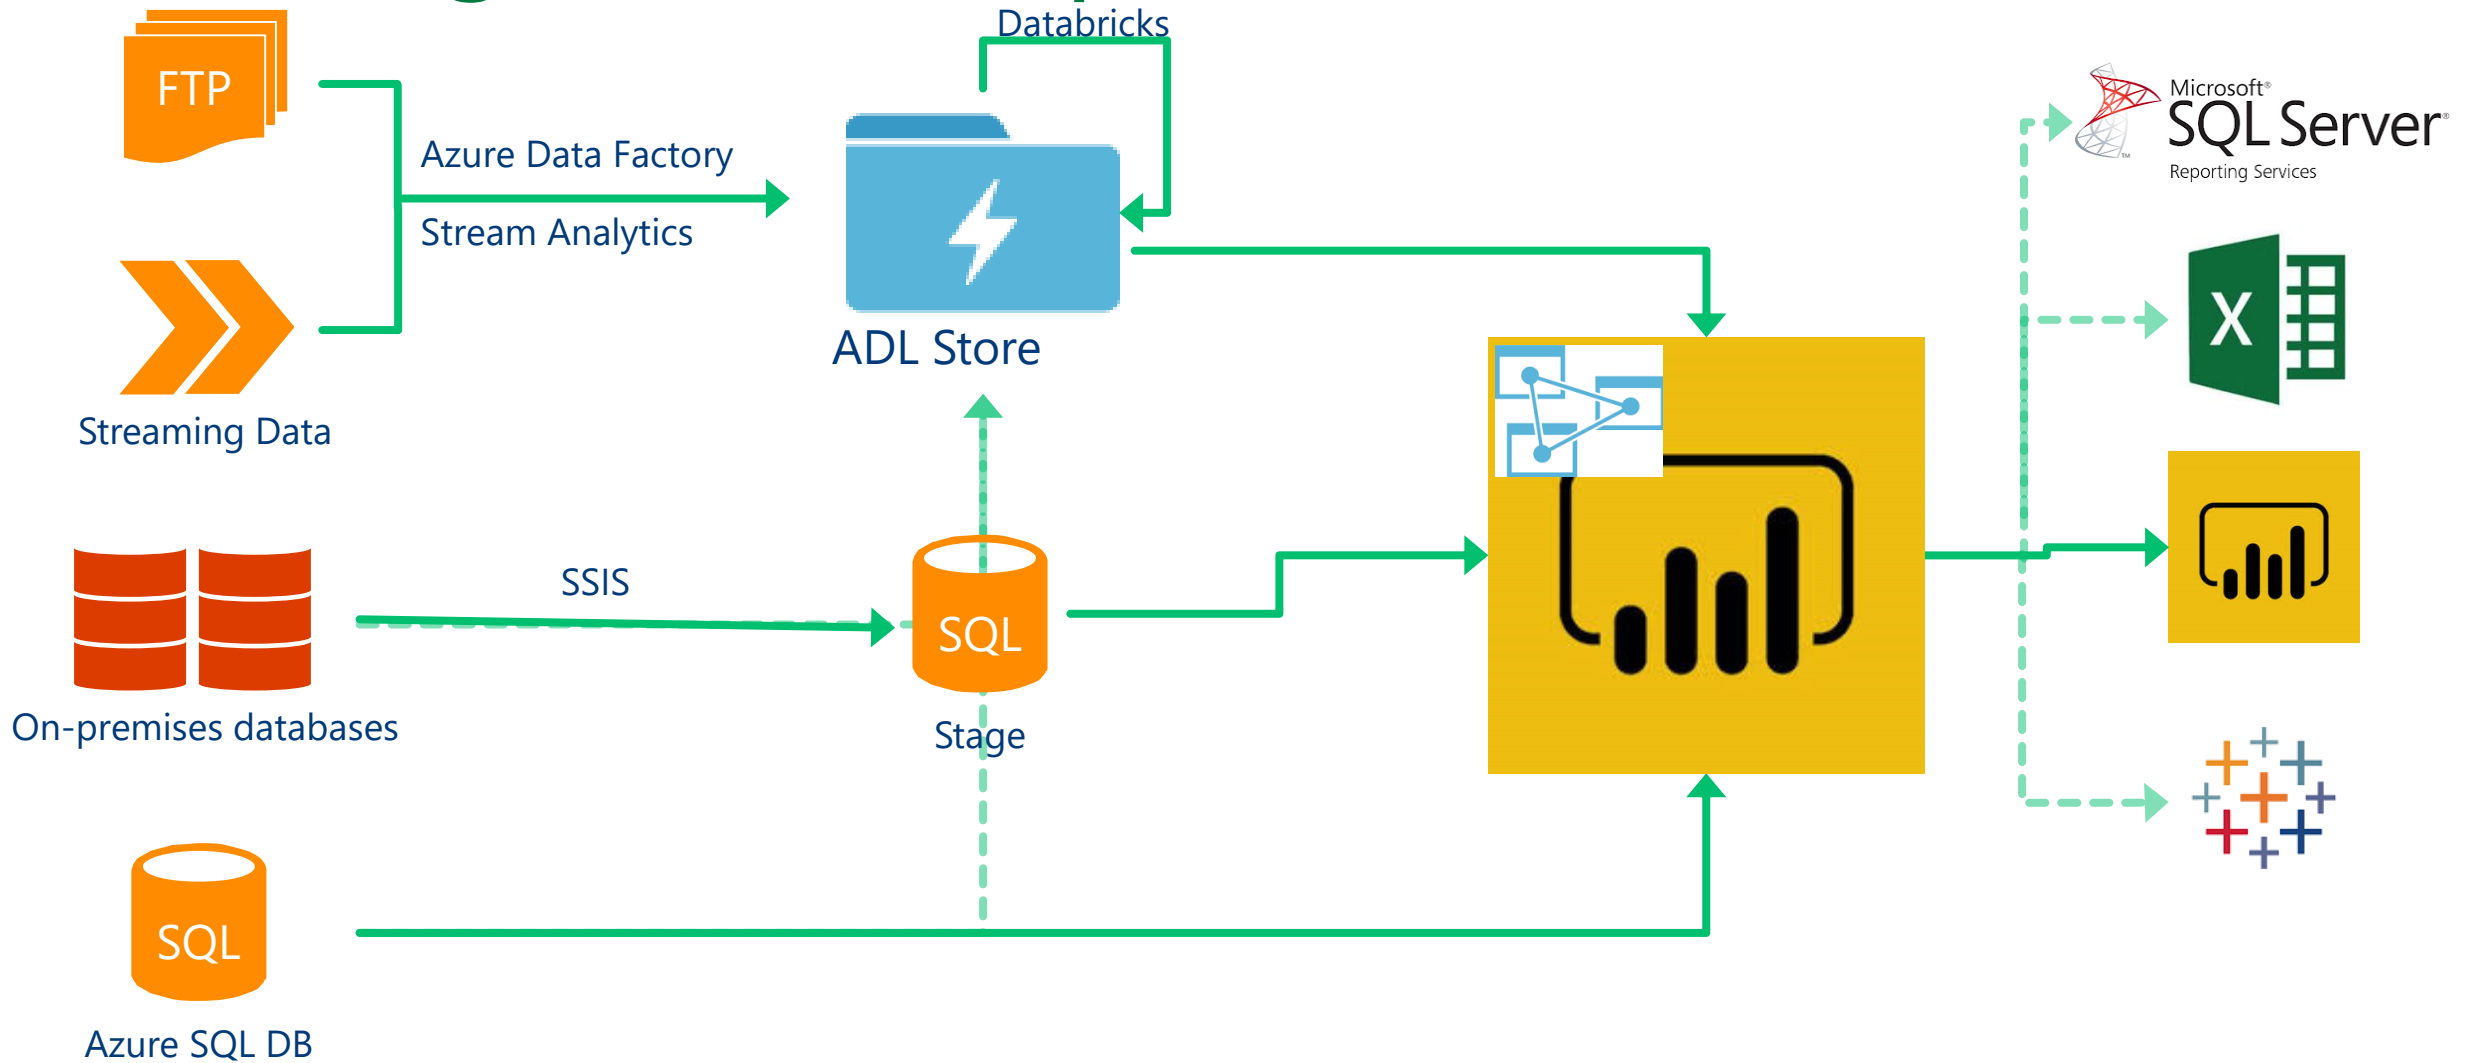 Databricks
FTP
Azure Data Factory
Stream Analytics
ADL Store
Streaming Data
SSIS
SQL
Stage
On-premises databases
SQL
Azure SQL DB
Microsoft®
SQL Server®
™
Reporting Services
X